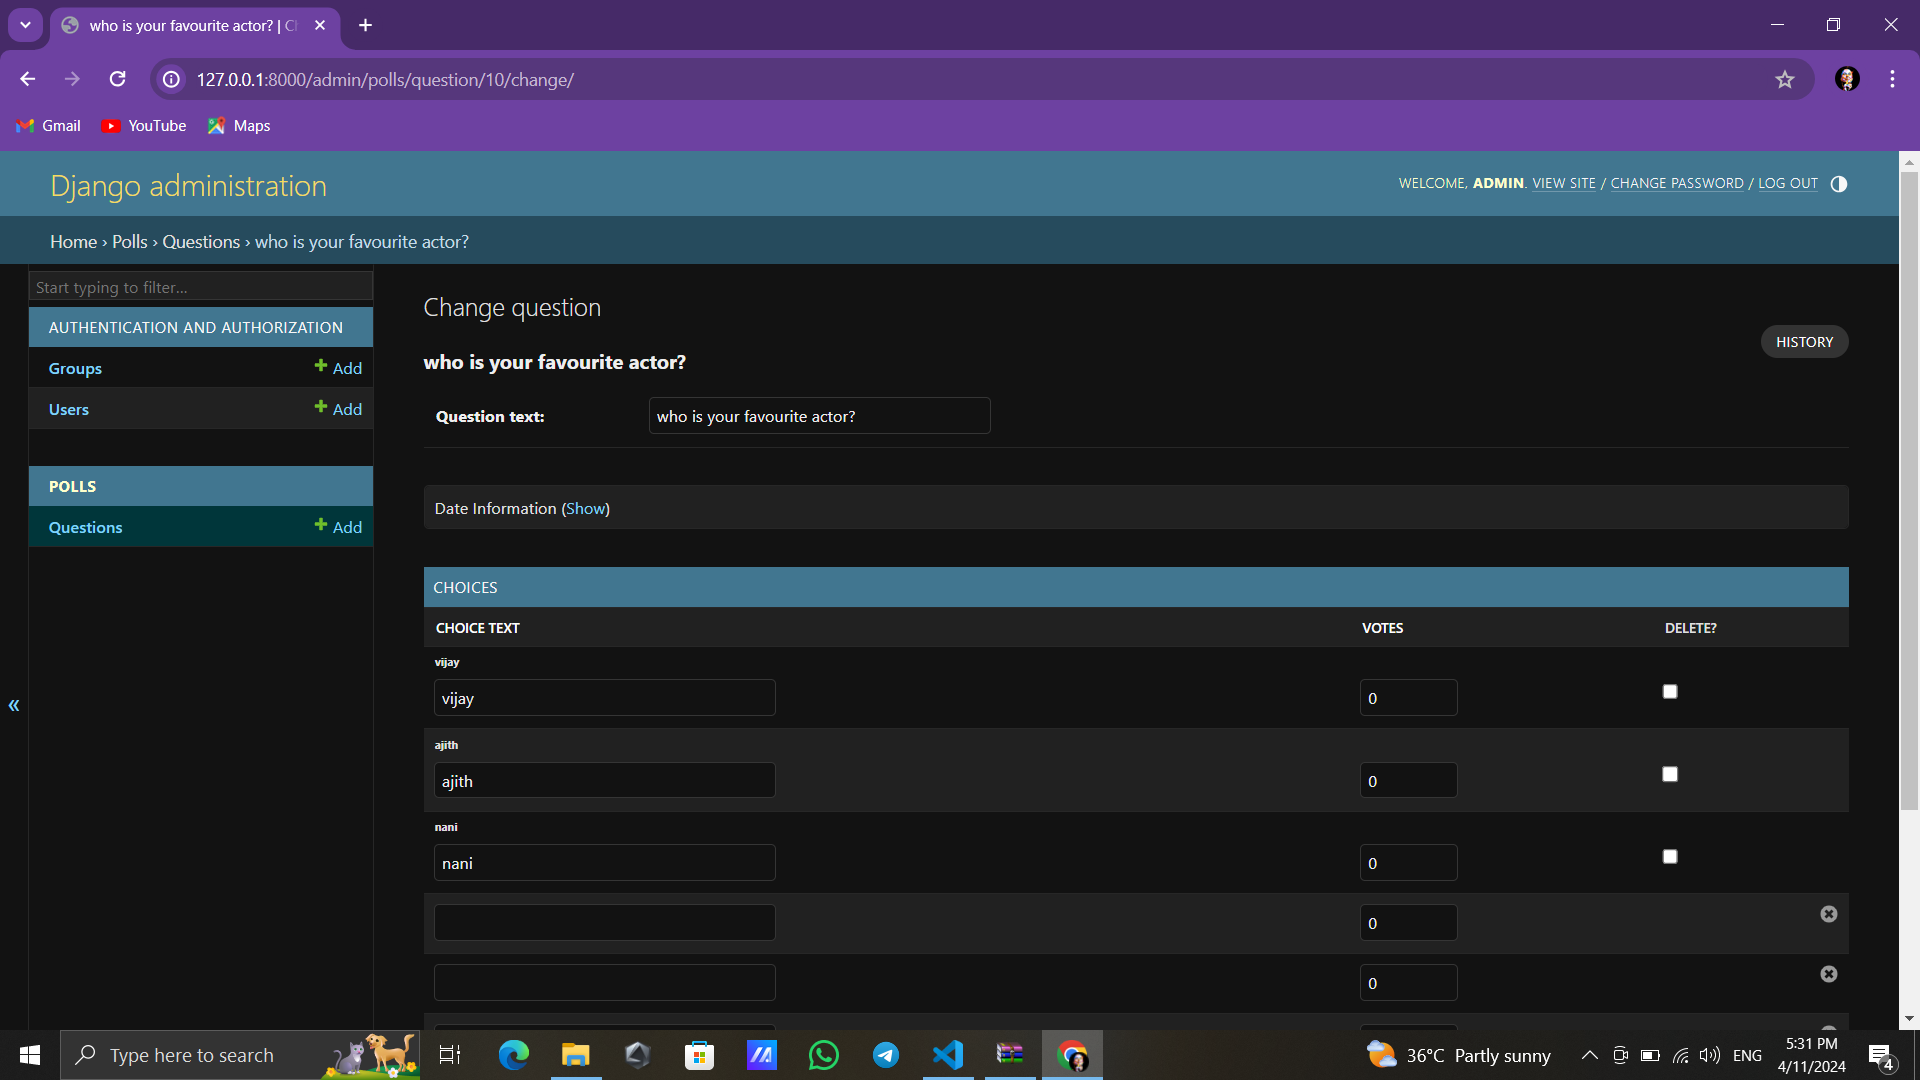 who is your favourite actor? | Ch
127.0.0.1:8000/admin/polls/question/10/change/
Gmail YouTube Maps
Django administration
WELCOME, ADMIN. VIEW SITE / CHANGE PASSWORD / LOG OUT
Home › Polls › Questions › who is your favourite actor?
Start typing to filter...
AUTHENTICATION AND AUTHORIZATION
Groups + Add
Users + Add
POLLS
Questions + Add
«
Change question
HISTORY
who is your favourite actor?
Question text: who is your favourite actor?
Date Information (Show)
CHOICES
CHOICE TEXT VOTES DELETE?
vijay
vijay 0
ajith
ajith 0
nani
nani 0
0
0
Type here to search
36°C Partly sunny
ENG
5:31 PM
4/11/2024
4